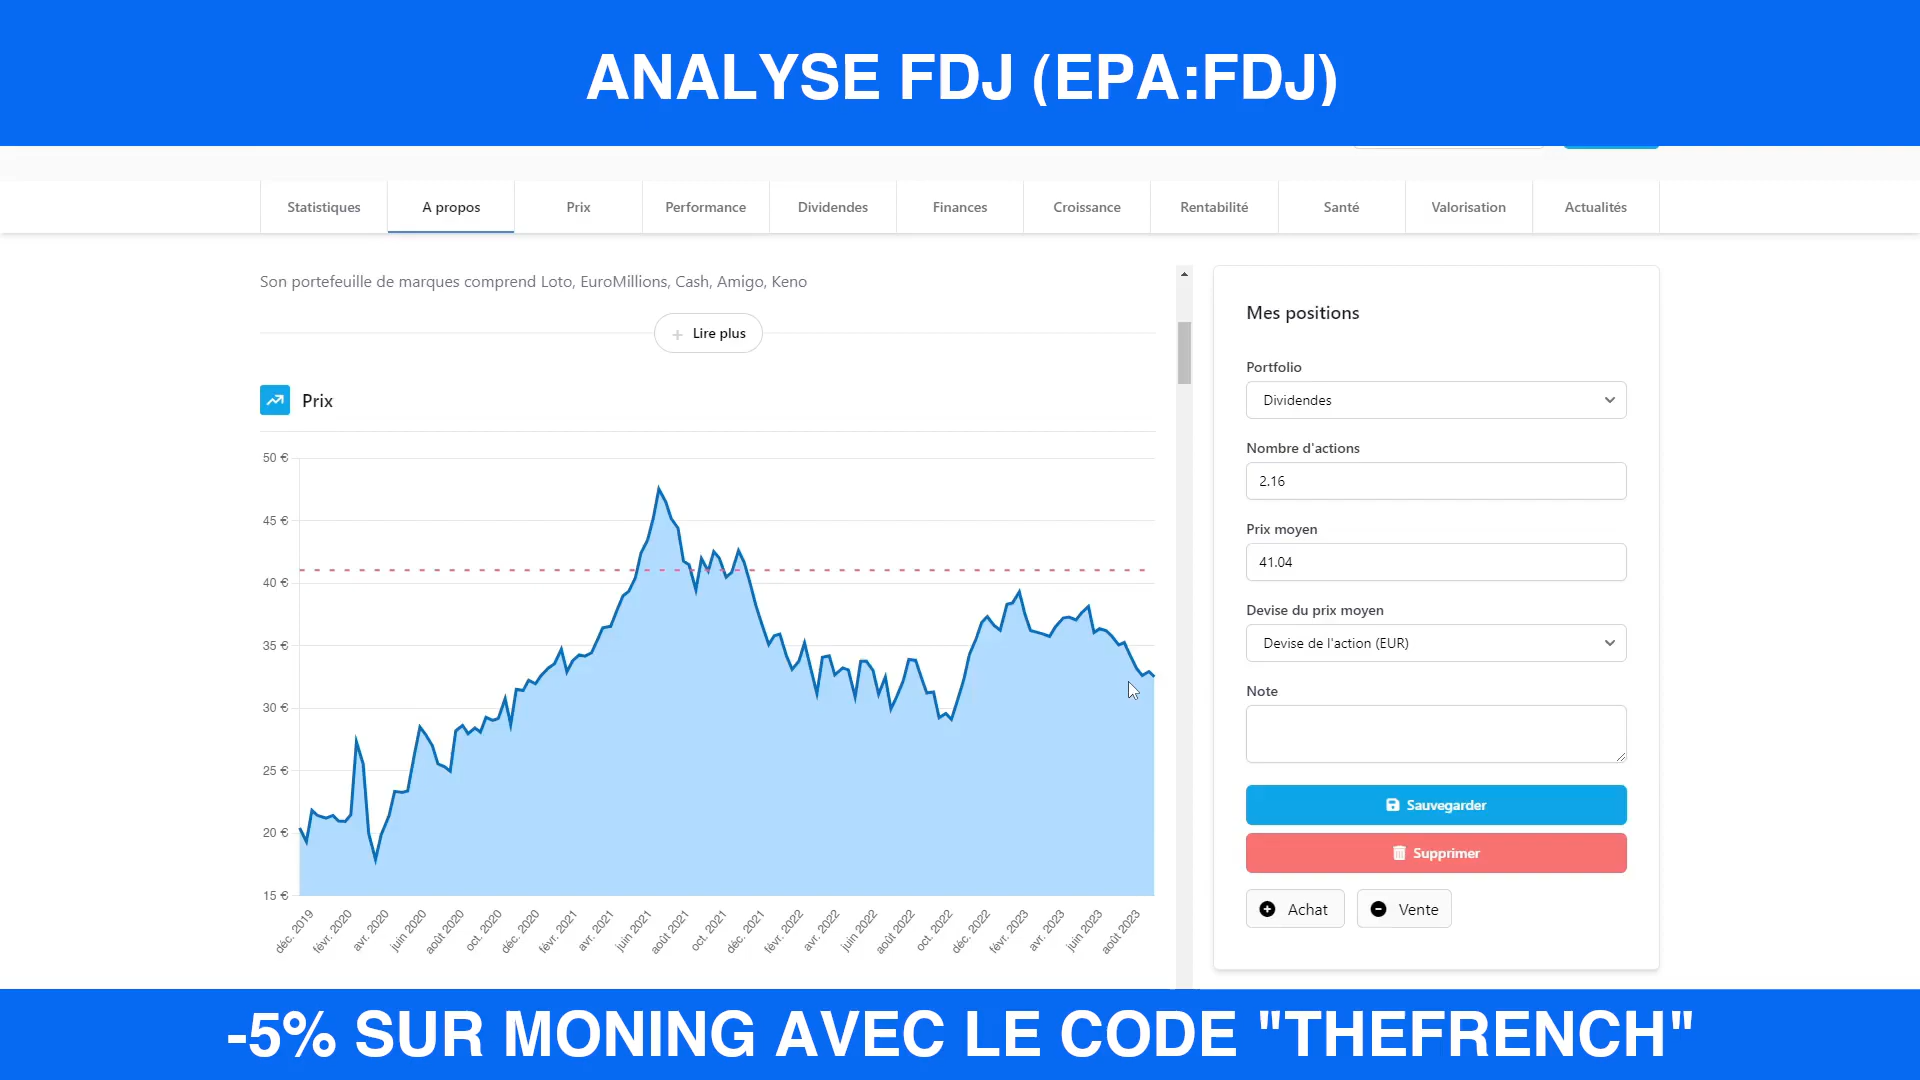 ANALYSE FDJ (EPA:FDJ)
Statistiques
A propos
Prix
Performance
Dividendes
Finances
Croissance
Rentabilité
Santé
Valorisation
Actualités
Son portefeuille de marques comprend Loto, EuroMillions, Cash, Amigo, Keno
+ Lire plus
Prix
50 €
45 €
40 €
35 €
30 €
25 €
20 €
15 €
déc. 2019
févr. 2020
avr. 2020
juin 2020
août 2020
oct. 2020
déc. 2020
févr. 2021
avr. 2021
juin 2021
août 2021
oct. 2021
déc. 2021
févr. 2022
avr. 2022
juin 2022
août 2022
oct. 2022
déc. 2022
févr. 2023
avr. 2023
juin 2023
août 2023
Mes positions
Portfolio
Dividendes
Nombre d'actions
2.16
Prix moyen
41.04
Devise du prix moyen
Devise de l'action (EUR)
Note
Sauvegarder
Supprimer
Achat
Vente
-5% SUR MONING AVEC LE CODE "THEFRENCH"